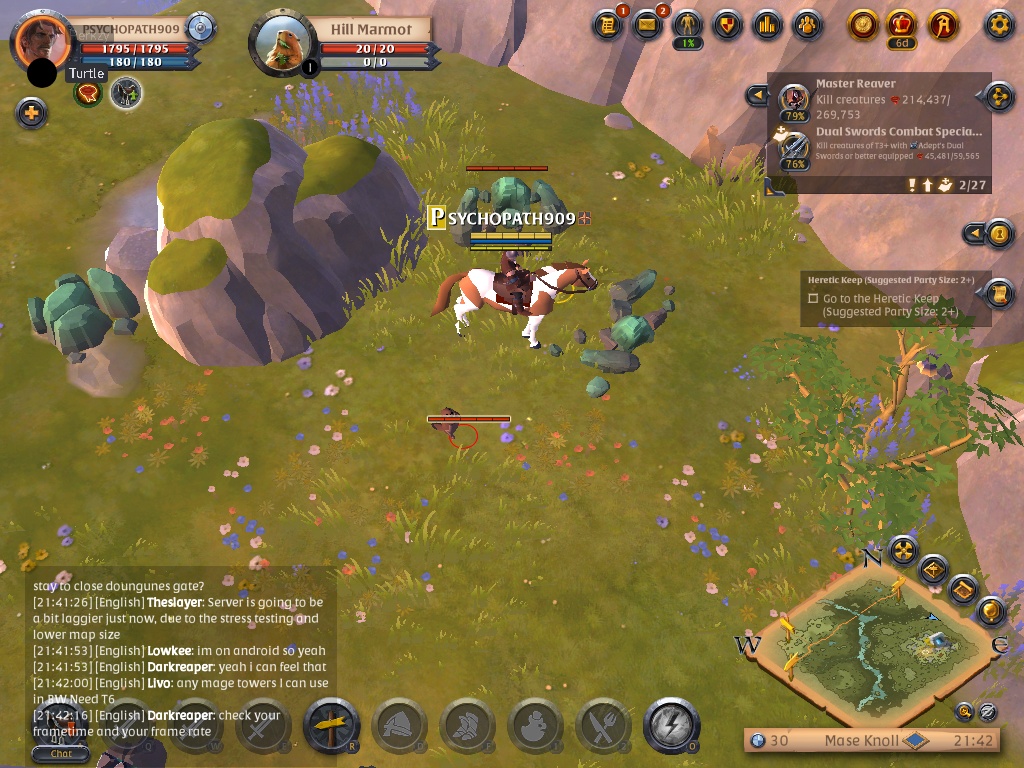 PSYCHOPATH909
1795/1795
180/180
Turtle
Hill Marmot
20/20
0/0
I
1
2
1%
6d
Master Reaver
Kill creatures 214,437/
269,753
79%
Dual Swords Combat Specia...
Kill creatures of T3+ with Adept's Dual
Swords or better equipped 45,481/59,565
76%
2/27
PSYCHOPATH909
Heretic Keep (Suggested Party Size: 2+)
Go to the Heretic Keep
(Suggested Party Size: 2+)
stay to close doungunes gate?
[21:41:26] [English] Theslayer: Server is going to be
a bit laggier just now, due to the stress testing and
lower map size
[21:41:53] [English] Lowkee: im on android so yeah
[21:41:53] [English] Darkreaper: yeah i can feel that
[21:42:00] [English] Livo: any mage towers I can use
in BW Need T6
[21:42:16] [English] Darkreaper: check your
frametime and your frame rate
Chat
Q
W
R
D
F
O
N
W
E
30
Mase Knoll
21:42